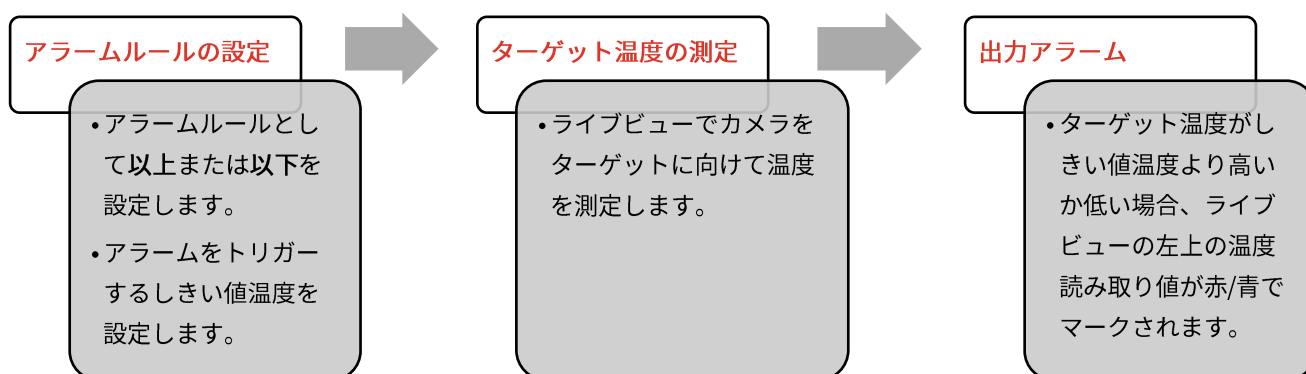 アラームルールの設定
• アラームルールとし
て以上または以下を
設定します。
• アラームをトリガー
するしきい値温度を
設定します。
ターゲット温度の測定
• ライブビューでカメラを
ターゲットに向けて温度
を測定します。
出力アラーム
• ターゲット温度がし
きい値温度より高い
か低い場合、ライブ
ビューの左上の温度
読み取り値が赤/青で
マークされます。